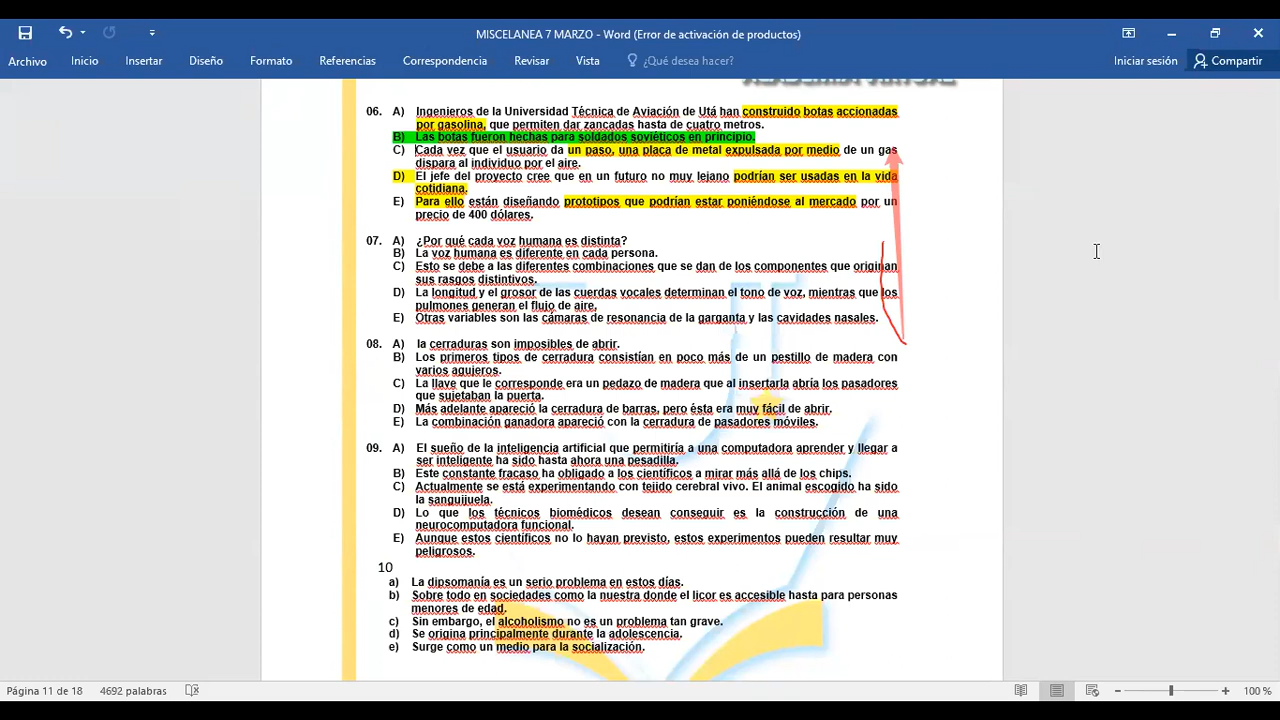 MISCELANEA 7 MARZO - Word (Error de activación de productos)
Archivo Inicio Insertar Diseño Formato Referencias Correspondencia Revisar Vista ¿Qué desea hacer? Iniciar sesión Compartir
ACADEMIA VIRTUAL
06. A) Ingenieros de la Universidad Técnica de Aviación de Utá han construido botas accionadas
por gasolina, que permiten dar zancadas hasta de cuatro metros.
B) Las botas fueron hechas para soldados soviéticos en principio.
C) Cada vez que el usuario da un paso, una placa de metal expulsada por medio de un gas
dispara al individuo por el aire.
D) El jefe del proyecto cree que en un futuro no muy lejano podrían ser usadas en la vida
cotidiana.
E) Para ello están diseñando prototipos que podrían estar poniéndose al mercado por un
precio de 400 dólares.
07. A) ¿Por qué cada voz humana es distinta?
B) La voz humana es diferente en cada persona.
C) Esto se debe a las diferentes combinaciones que se dan de los componentes que originan
sus rasgos distintivos.
D) La longitud y el grosor de las cuerdas vocales determinan el tono de voz, mientras que los
pulmones generan el flujo de aire,
E) Otras variables son las cámaras de resonancia de la garganta y las cavidades nasales.
08. A) la cerraduras son imposibles de abrir.
B) Los primeros tipos de cerradura consistían en poco más de un pestillo de madera con
varios agujeros.
C) La llave que le corresponde era un pedazo de madera que al insertarla abría los pasadores
que sujetaban la puerta.
D) Más adelante apareció la cerradura de barras, pero ésta era muy fácil de abrir.
E) La combinación ganadora apareció con la cerradura de pasadores móviles.
09. A) El sueño de la inteligencia artificial que permitiría a una computadora aprender y llegar a
ser inteligente ha sido hasta ahora una pesadilla.
B) Este constante fracaso ha obligado a los científicos a mirar más allá de los chips.
C) Actualmente se está experimentando con tejido cerebral vivo. El animal escogido ha sido
la sanguijuela.
D) Lo que los técnicos biomédicos desean conseguir es la construcción de una
neurocomputadora funcional.
E) Aunque estos científicos no lo hayan previsto, estos experimentos pueden resultar muy
peligrosos.
10
a) La dipsomanía es un serio problema en estos días.
b) Sobre todo en sociedades como la nuestra donde el licor es accesible hasta para personas
menores de edad.
c) Sin embargo, el alcoholismo no es un problema tan grave.
d) Se origina principalmente durante la adolescencia.
e) Surge como un medio para la socialización.
Página 11 de 18 4692 palabras 100 %